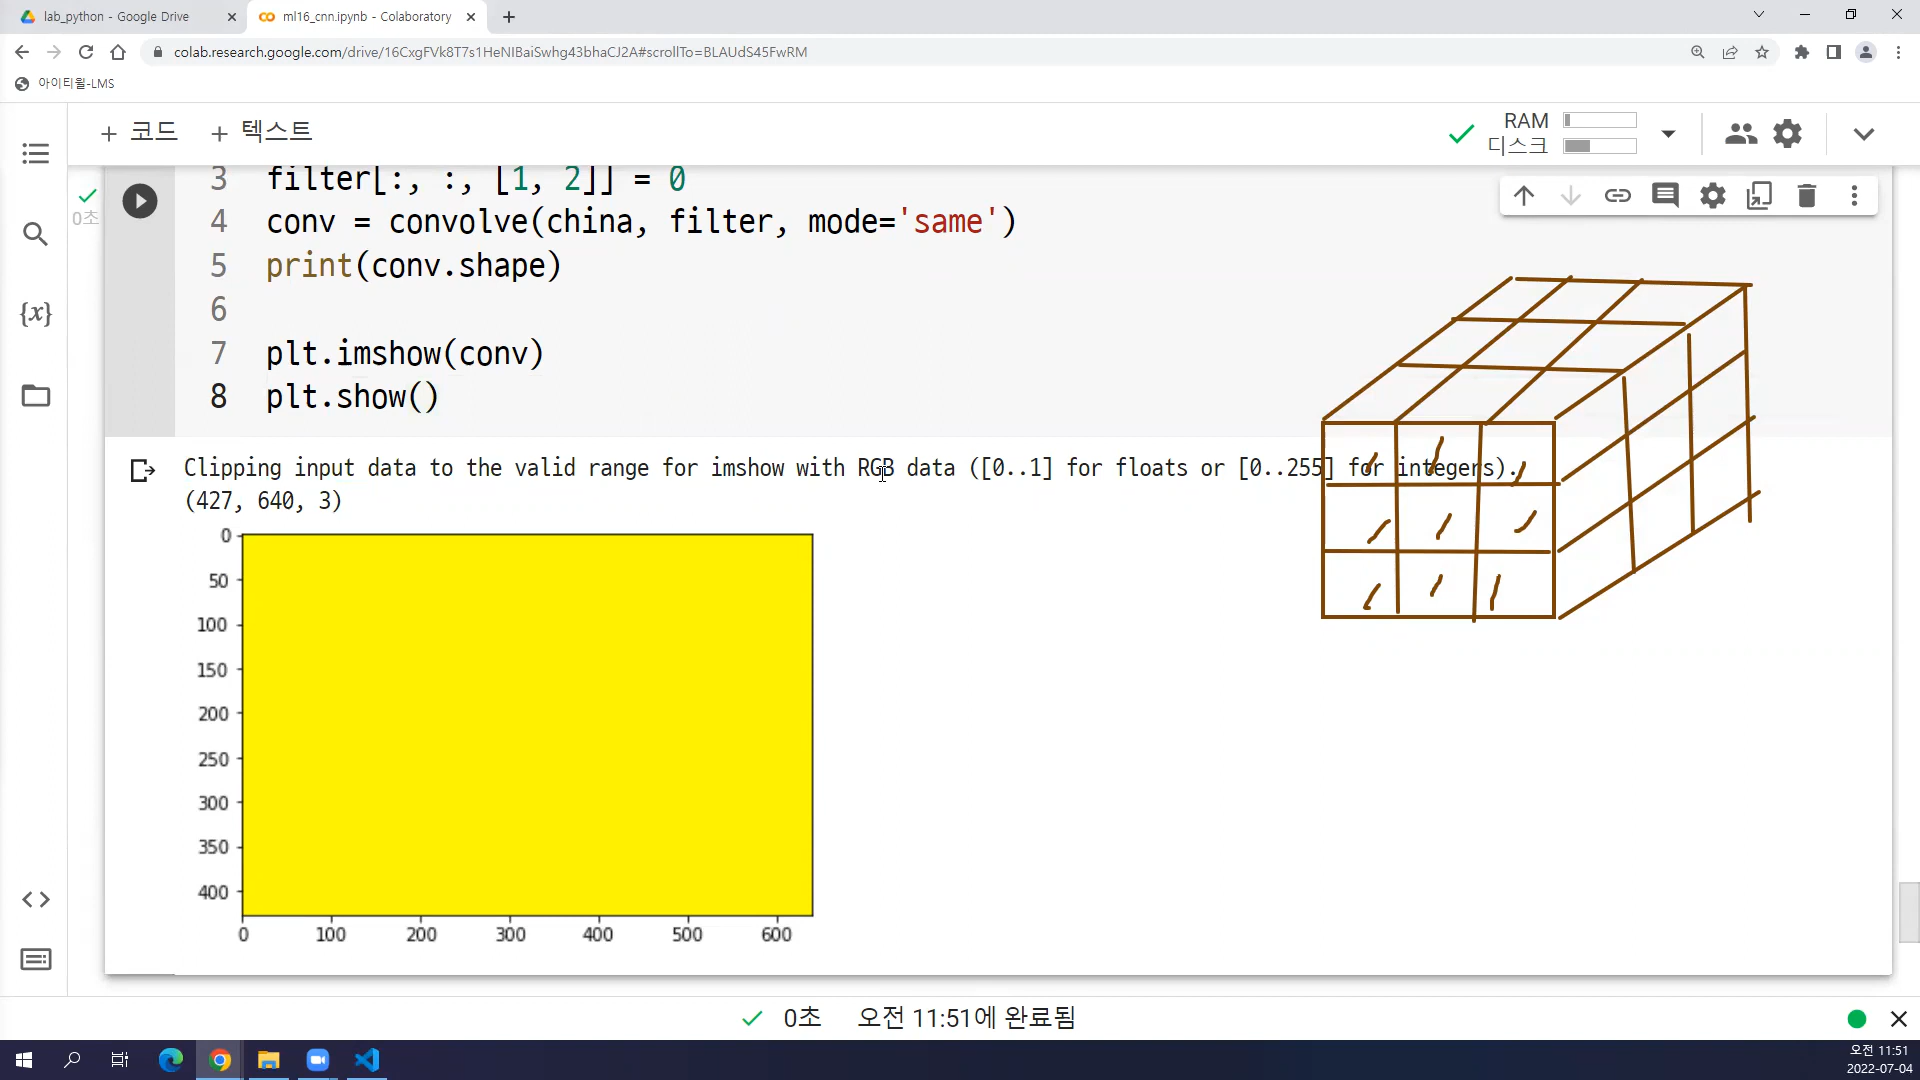 lab_python - Google Drive
ml16_cnn.ipynb - Colaboratory
colab.research.google.com/drive/16CxgFVk8T7s1HeNIBaiSwhg43bhaCJ2A#scrollTo=BLAUdS45FwRM
아이티윌-LMS
+ 코드 + 텍스트
RAM
디스크
0초
3 filter[:, :, [1, 2]] = 0
4 conv = convolve(china, filter, mode='same')
5 print(conv.shape)
6
7 plt.imshow(conv)
8 plt.show()
{x}
Clipping input data to the valid range for imshow with RGB data ([0..1] for floats or [0..255] for integers).
(427, 640, 3)
0
50
100
150
200
250
300
350
400
0 100 200 300 400 500 600
0초 오전 11:51에 완료됨
오전 11:51
2022-07-04